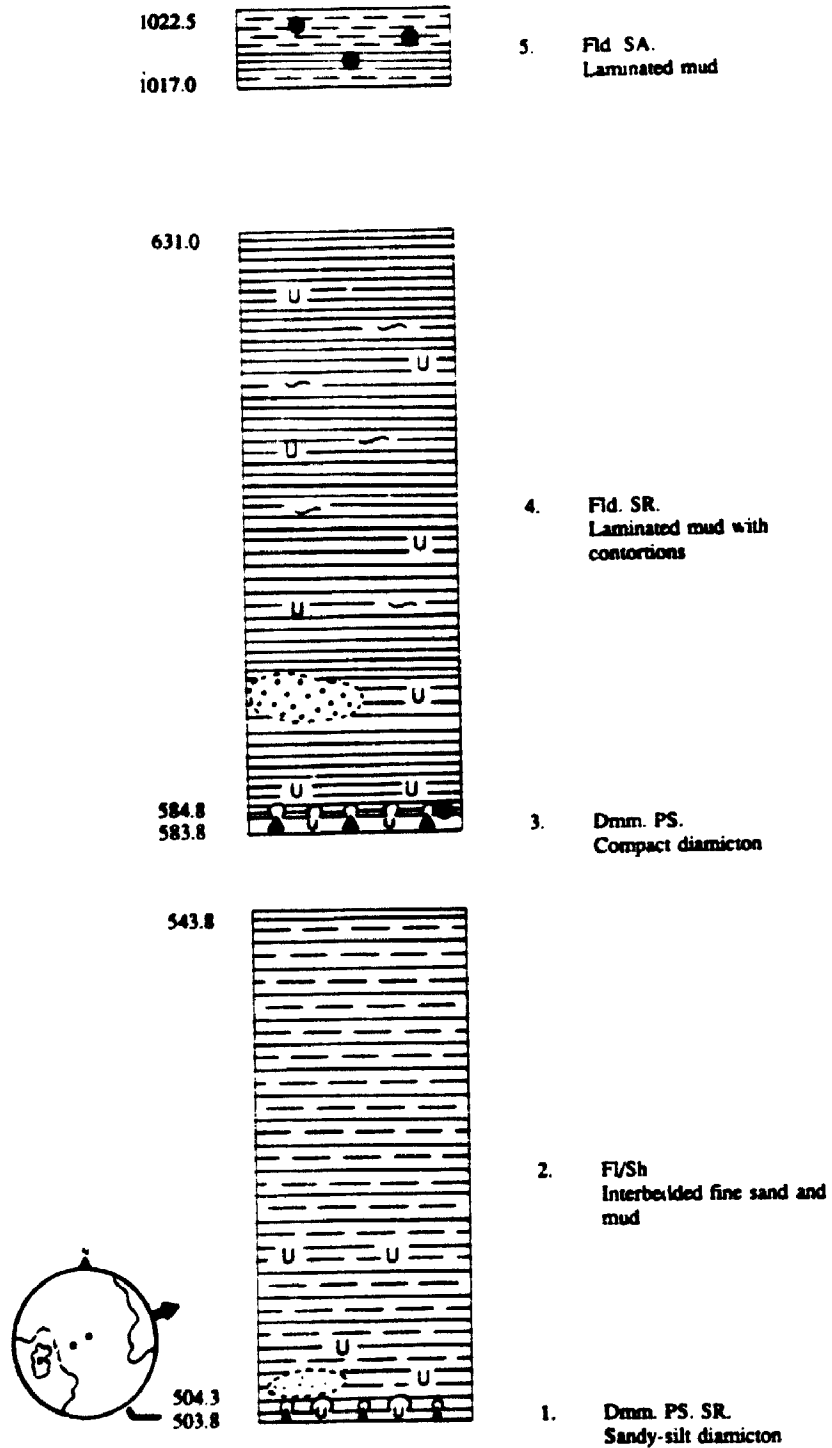 1022.5
1017.0
5. Fld SA.
Laminated mud
631.0
4. Fld. SR.
Laminated mud with
contortions
584.8
583.8
3. Dmm. PS.
Compact diamicton
543.8
2. Fl/Sh
Interbedded fine sand and
mud
504.3
503.8
1. Dmm. PS. SR.
Sandy-silt diamicton